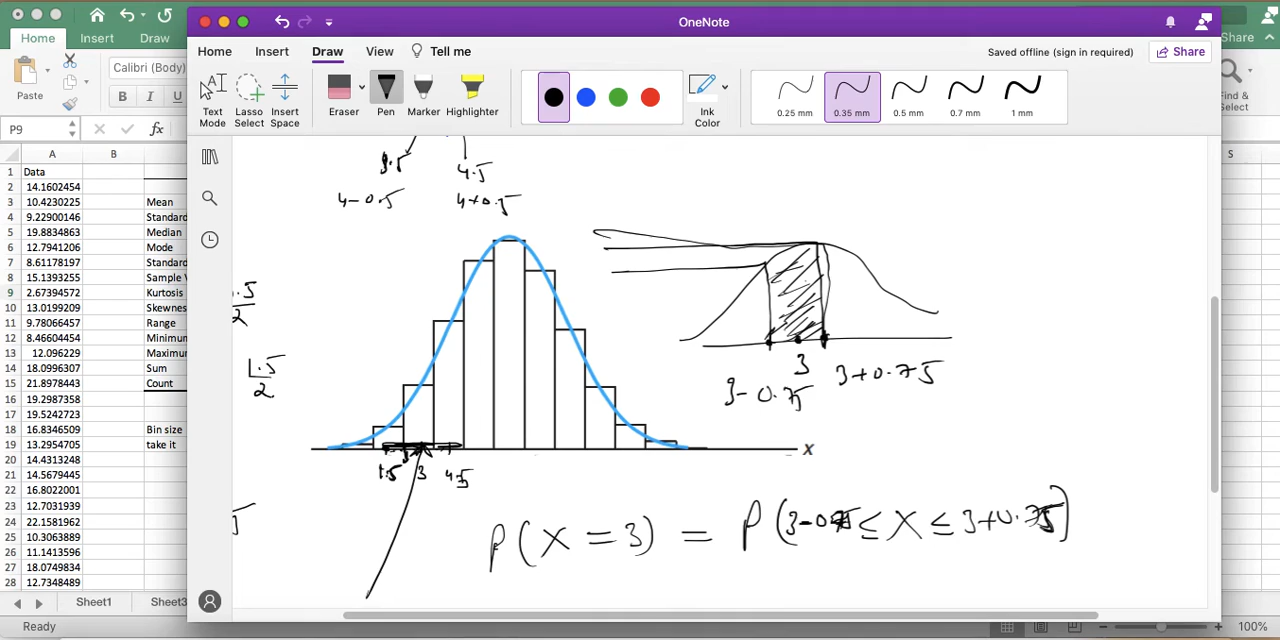 OneNote
Home
Insert
Draw
Share
Home
Insert
Draw
View
Tell me
Saved offline (sign in required)
Share
Paste
Calibri (Body)
B
I
U
Text Mode
Lasso Select
Insert Space
Eraser
Pen
Marker
Highlighter
Ink Color
0.25 mm
0.35 mm
0.5 mm
0.7 mm
1 mm
Find & Select
P9
fx
A
B
S
1 Data
2 14.1602454
3 10.4230225 Mean
4 9.22900146 Standard
5 19.8834863 Median
6 12.7941206 Mode
7 8.61178197 Standard
8 15.1393255 Sample V
9 2.67394572 Kurtosis
10 13.0199209 Skewness
11 9.78066457 Range
12 8.46604454 Minimum
13 12.096229 Maximum
14 18.0996307 Sum
15 21.8978443 Count
16 19.2987358
17 19.5242723
18 16.8346509 Bin size
19 13.2954705 take it
20 14.4313248
21 14.5679445
22 16.8022001
23 12.7031939
24 22.1581992
25 10.3063889
26 11.1413596
27 18.0749834
28 12.7348489
3.5
4.5
4-0.5
4+0.5
1.5
2
x
1.5
3
4.5
3
3-0.75
3+0.75
P(X=3) = P(3-0.75 ≤ X ≤ 3+0.75)
Sheet1
Sheet3
Ready
100%